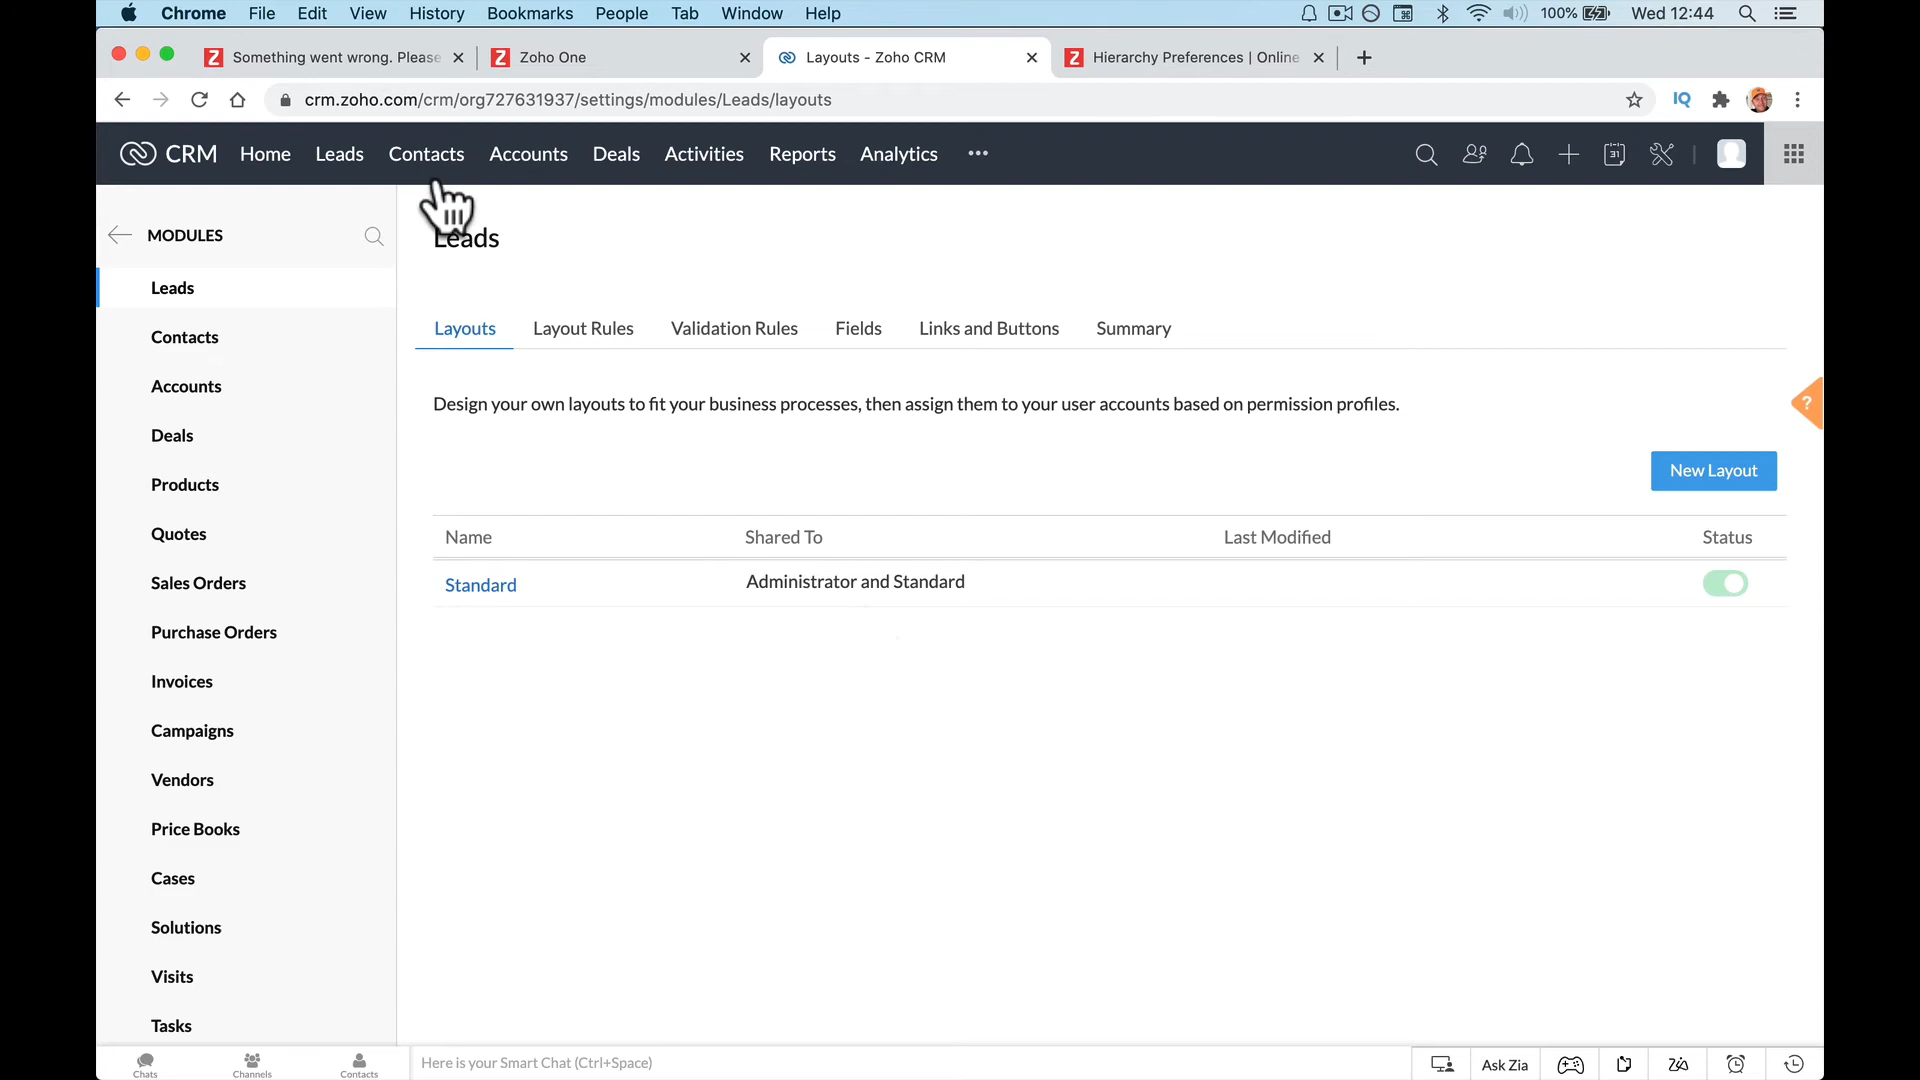 Chrome File Edit View History Bookmarks People Tab Window Help 100% Wed 12:44
Something went wrong. Please
Zoho One
Layouts - Zoho CRM
Hierarchy Preferences | Online
crm.zoho.com/crm/org727631937/settings/modules/Leads/layouts
IQ
CRM Home Leads Contacts Accounts Deals Activities Reports Analytics
31
MODULES
Leads
Contacts
Accounts
Deals
Products
Quotes
Sales Orders
Purchase Orders
Invoices
Campaigns
Vendors
Price Books
Cases
Solutions
Visits
Tasks
Leads
Layouts Layout Rules Validation Rules Fields Links and Buttons Summary
Design your own layouts to fit your business processes, then assign them to your user accounts based on permission profiles.
?
New Layout
Name Shared To Last Modified Status
Standard Administrator and Standard
Chats Channels Contacts
Here is your Smart Chat (Ctrl+Space)
Ask Zia